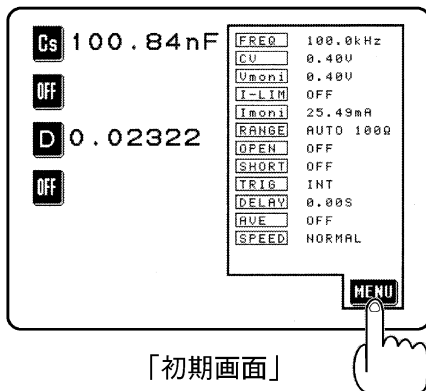 Cs 100.84nF
OFF
D 0.02322
OFF
FREQ 100.0kHz
CV 0.40V
Vmoni 0.40V
I-LIM OFF
Imoni 25.49mA
RANGE AUTO 100Ω
OPEN OFF
SHORT OFF
TRIG INT
DELAY 0.00S
AVE OFF
SPEED NORMAL
MENU
「初期画面」